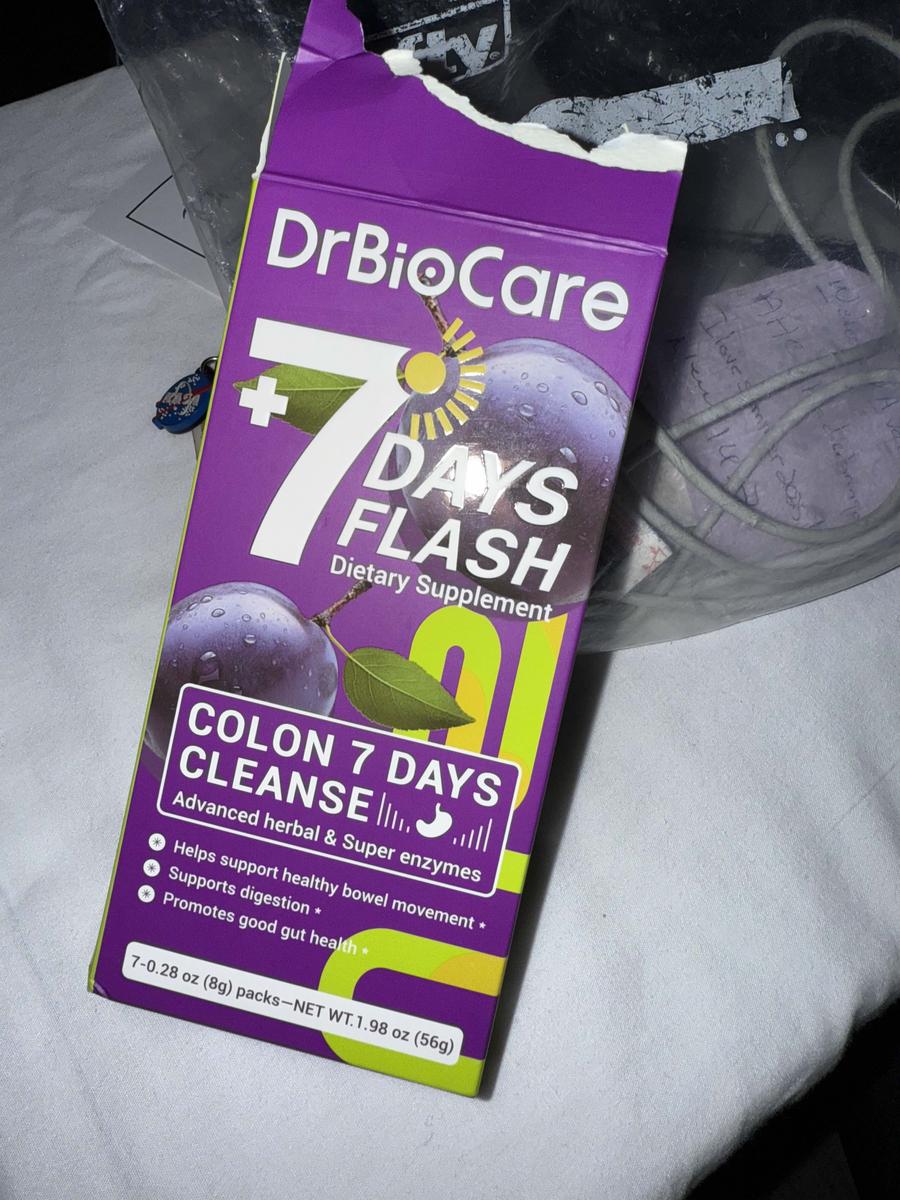 DrBioCare
+7
DAYS
FLASH
Dietary Supplement
COLON 7 DAYS
CLEANSE
Advanced herbal & Super enzymes
Helps support healthy bowel movement *
Supports digestion *
Promotes good gut health *
7-0.28 oz (8g) packs—NET WT.1.98 oz (56g)
NASA